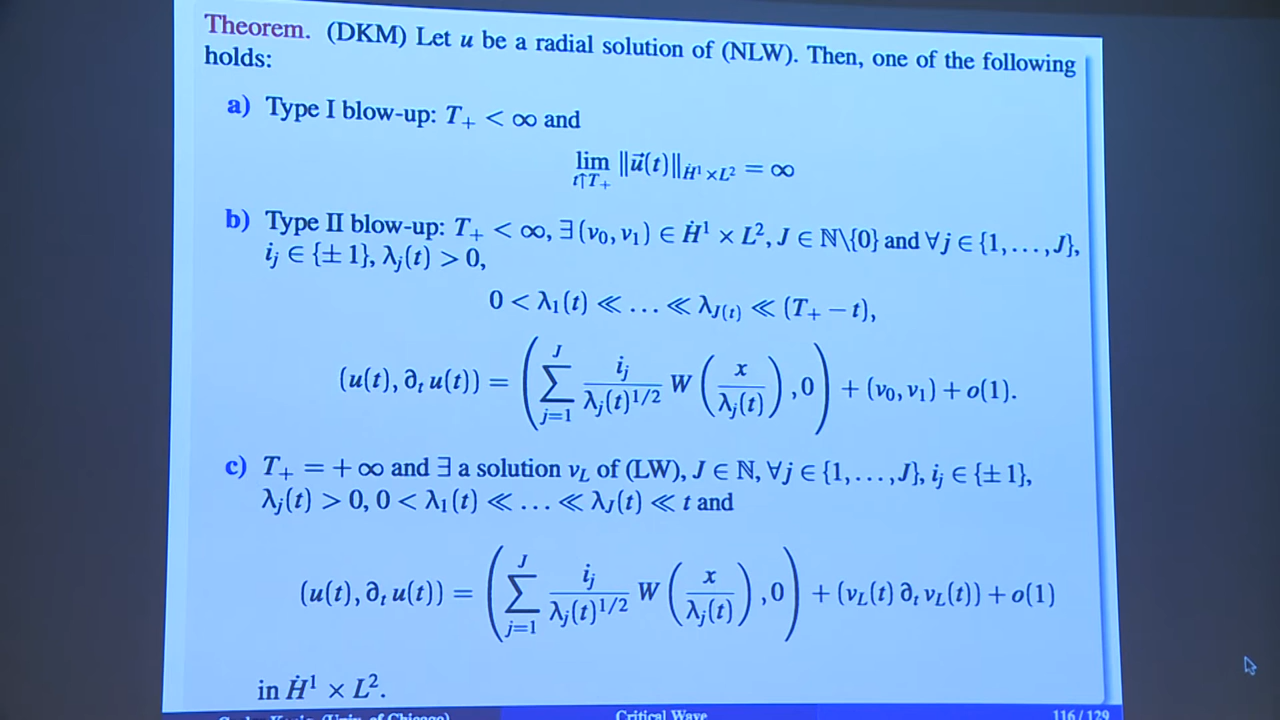 Theorem. (DKM) Let u be a radial solution of (NLW). Then, one of the following
holds:
a) Type I blow-up: T₊ < ∞ and
lim_{t↑T₊} ‖u⃗(t)‖_{Ḣ¹×L²} = ∞
b) Type II blow-up: T₊ < ∞, ∃(v₀, v₁) ∈ Ḣ¹ × L², J ∈ ℕ\{0} and ∀j ∈ {1, …, J},
i_j ∈ {±1}, λ_j(t) > 0,
0 < λ₁(t) ≪ … ≪ λ_{J(t)} ≪ (T₊ − t),
(u(t), ∂_t u(t)) = ( ∑_{j=1}^{J} i_j / λ_j(t)^{1/2} W ( x / λ_j(t) ), 0 ) + (v₀, v₁) + o(1).
c) T₊ = +∞ and ∃ a solution v_L of (LW), J ∈ ℕ, ∀j ∈ {1, …, J}, i_j ∈ {±1},
λ_j(t) > 0, 0 < λ₁(t) ≪ … ≪ λ_J(t) ≪ t and
(u(t), ∂_t u(t)) = ( ∑_{j=1}^{J} i_j / λ_j(t)^{1/2} W ( x / λ_j(t) ), 0 ) + (v_L(t) ∂_t v_L(t)) + o(1)
in Ḣ¹ × L².
Critical Wave
116 / 129